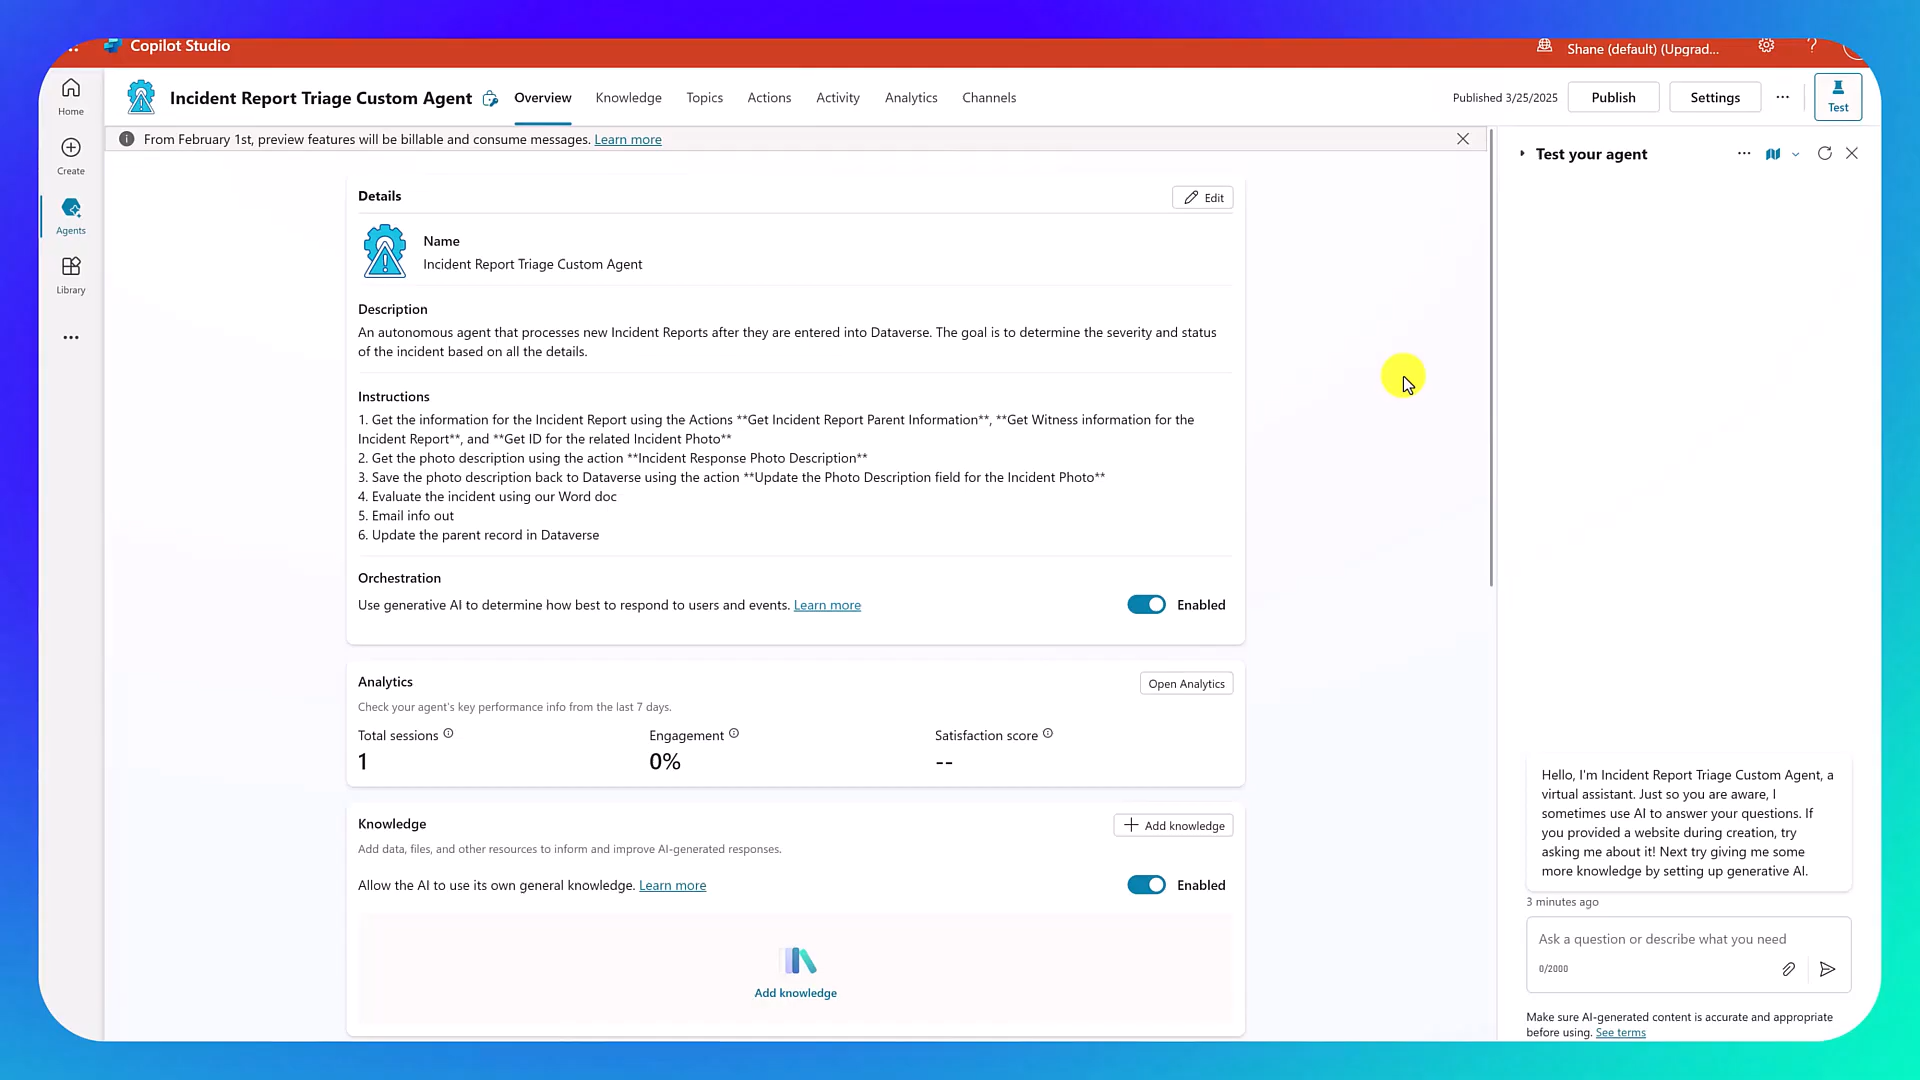 Copilot Studio
Shane (default) (Upgrad...
?
Home
Create
Agents
Library
Incident Report Triage Custom Agent
Overview
Knowledge
Topics
Actions
Activity
Analytics
Channels
Published 3/25/2025
Publish
Settings
Test
From February 1st, preview features will be billable and consume messages. Learn more
Details
Edit
Name
Incident Report Triage Custom Agent
Description
An autonomous agent that processes new Incident Reports after they are entered into Dataverse. The goal is to determine the severity and status
of the incident based on all the details.
Instructions
1. Get the information for the Incident Report using the Actions **Get Incident Report Parent Information**, **Get Witness information for the
Incident Report**, and **Get ID for the related Incident Photo**
2. Get the photo description using the action **Incident Response Photo Description**
3. Save the photo description back to Dataverse using the action **Update the Photo Description field for the Incident Photo**
4. Evaluate the incident using our Word doc
5. Email info out
6. Update the parent record in Dataverse
Orchestration
Use generative AI to determine how best to respond to users and events. Learn more
Enabled
Analytics
Open Analytics
Check your agent's key performance info from the last 7 days.
Total sessions
Engagement
Satisfaction score
1
0%
--
Knowledge
Add knowledge
Add data, files, and other resources to inform and improve AI-generated responses.
Allow the AI to use its own general knowledge. Learn more
Enabled
Add knowledge
Test your agent
Hello, I'm Incident Report Triage Custom Agent, a
virtual assistant. Just so you are aware, I
sometimes use AI to answer your questions. If
you provided a website during creation, try
asking me about it! Next try giving me some
more knowledge by setting up generative AI.
3 minutes ago
Ask a question or describe what you need
0/2000
Make sure AI-generated content is accurate and appropriate
before using. See terms